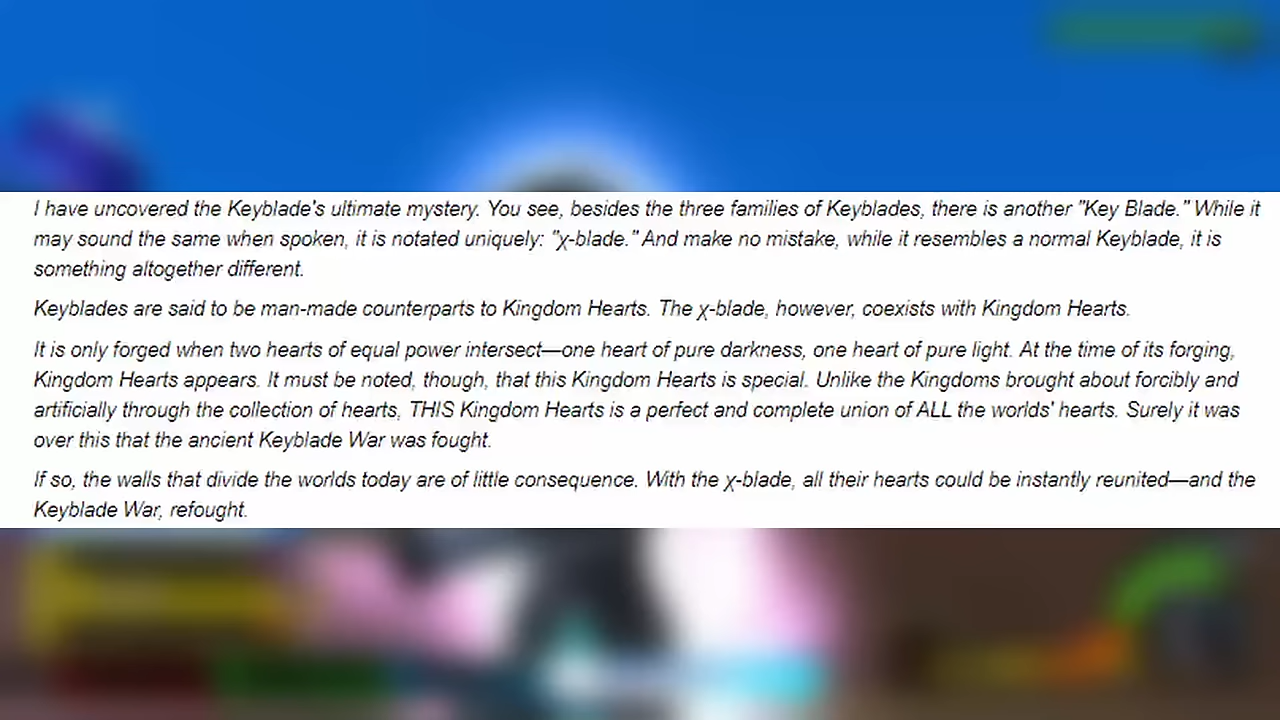 I have uncovered the Keyblade's ultimate mystery. You see, besides the three families of Keyblades, there is another "Key Blade." While it
may sound the same when spoken, it is notated uniquely: "χ-blade." And make no mistake, while it resembles a normal Keyblade, it is
something altogether different.
Keyblades are said to be man-made counterparts to Kingdom Hearts. The χ-blade, however, coexists with Kingdom Hearts.
It is only forged when two hearts of equal power intersect—one heart of pure darkness, one heart of pure light. At the time of its forging,
Kingdom Hearts appears. It must be noted, though, that this Kingdom Hearts is special. Unlike the Kingdoms brought about forcibly and
artificially through the collection of hearts, THIS Kingdom Hearts is a perfect and complete union of ALL the worlds' hearts. Surely it was
over this that the ancient Keyblade War was fought.
If so, the walls that divide the worlds today are of little consequence. With the χ-blade, all their hearts could be instantly reunited—and the
Keyblade War, refought.